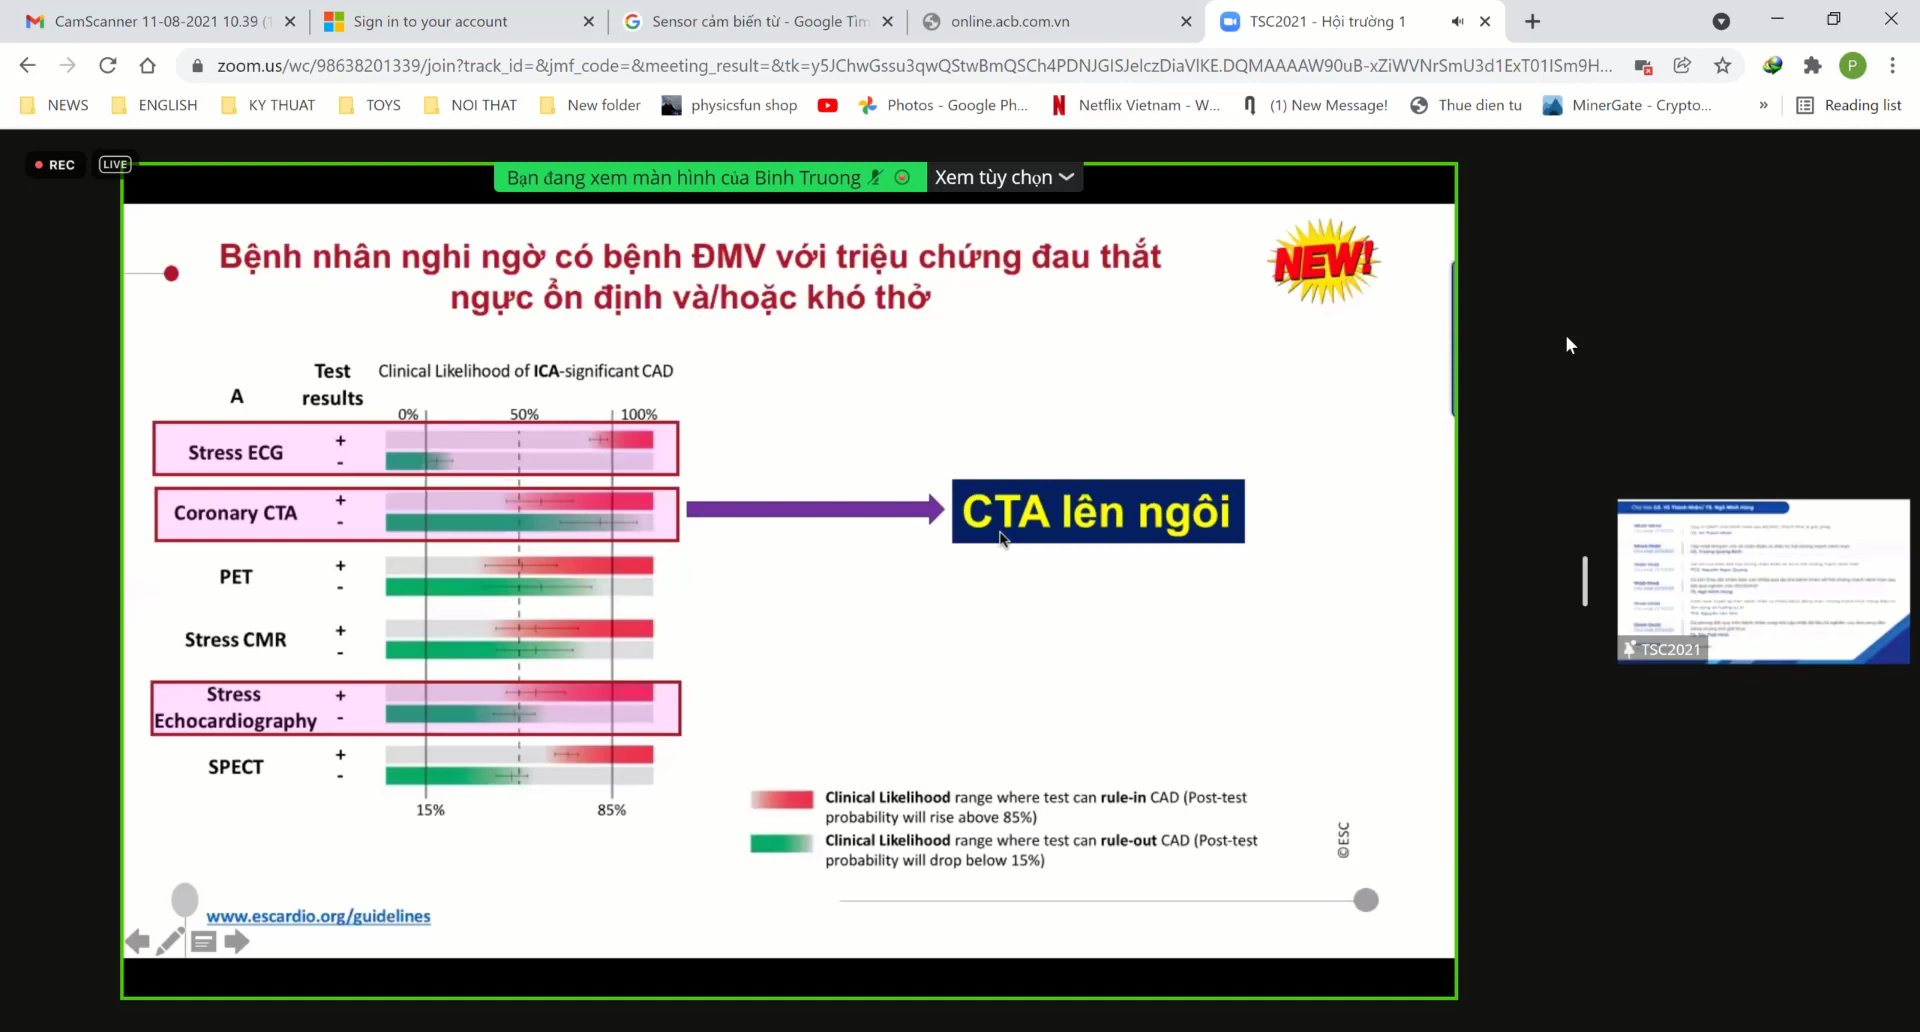 CamScanner 11-08-2021 10.39 (
Sign in to your account
Sensor cảm biến từ - Google Tìm
online.acb.com.vn
TSC2021 - Hội trường 1
zoom.us/wc/98638201339/join?track_id=&jmf_code=&meeting_result=&tk=y5JChwGssu3qwQStwBmQSCh4PDNJGlSJelczDiaVlKE.DQMAAAAW90uB-xZiWVNrSmU3d1ExT01ISm9H...
P
NEWS
ENGLISH
KY THUAT
TOYS
NOI THAT
New folder
physicsfun shop
Photos - Google Ph...
Netflix Vietnam - W...
(1) New Message!
Thue dien tu
MinerGate - Crypto...
»
Reading list
REC
LIVE
Bạn đang xem màn hình của Binh Truong
Xem tùy chọn
Bệnh nhân nghi ngờ có bệnh ĐMV với triệu chứng đau thắt
ngực ổn định và/hoặc khó thở
NEW!
A
Test
results
Clinical Likelihood of ICA-significant CAD
0% 50% 100%
Stress ECG + -
Coronary CTA + -
PET + -
Stress CMR + -
Stress
Echocardiography + -
SPECT + -
15% 85%
CTA lên ngôi
Clinical Likelihood range where test can rule-in CAD (Post-test
probability will rise above 85%)
Clinical Likelihood range where test can rule-out CAD (Post-test
probability will drop below 15%)
©ESC
www.escardio.org/guidelines
TSC2021